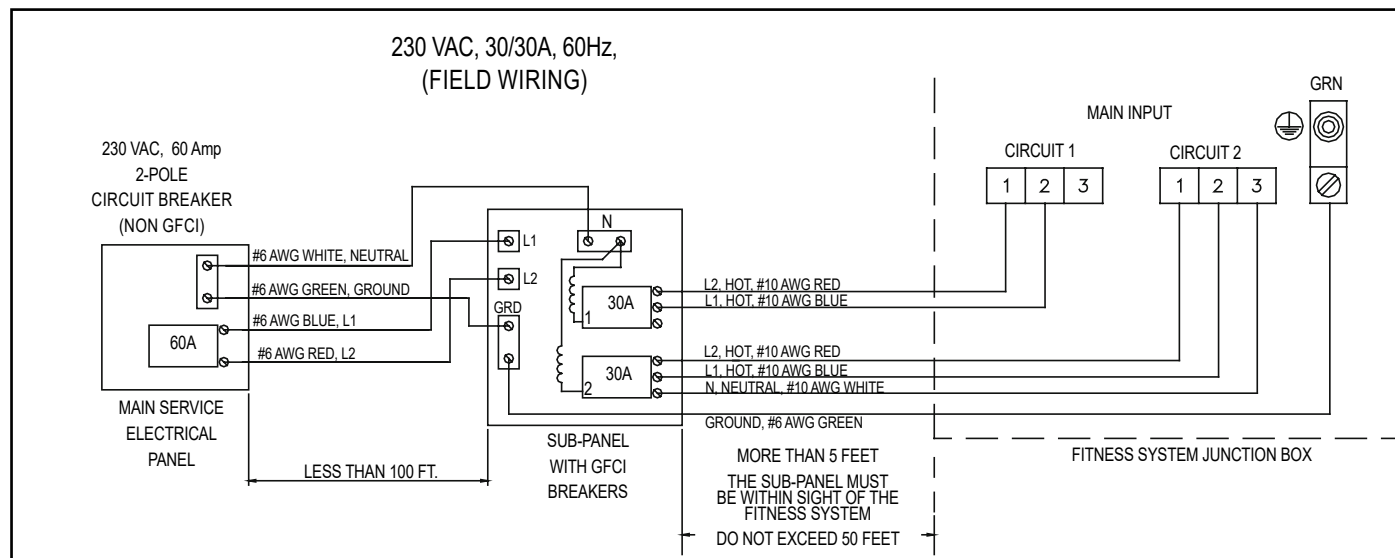 230 VAC, 30/30A, 60Hz,
(FIELD WIRING)
230 VAC, 60 Amp
2-POLE
CIRCUIT BREAKER
(NON GFCI)
#6 AWG WHITE, NEUTRAL
#6 AWG GREEN, GROUND
#6 AWG BLUE, L1
#6 AWG RED, L2
60A
MAIN SERVICE
ELECTRICAL
PANEL
LESS THAN 100 FT.
N
L1
L2
GRD
30A
1
30A
2
SUB-PANEL
WITH GFCI
BREAKERS
L2, HOT, #10 AWG RED
L1, HOT, #10 AWG BLUE
L2, HOT, #10 AWG RED
L1, HOT, #10 AWG BLUE
N, NEUTRAL, #10 AWG WHITE
GROUND, #6 AWG GREEN
MORE THAN 5 FEET
THE SUB-PANEL MUST
BE WITHIN SIGHT OF THE
FITNESS SYSTEM
DO NOT EXCEED 50 FEET
MAIN INPUT
GRN
CIRCUIT 1
1 2 3
CIRCUIT 2
1 2 3
FITNESS SYSTEM JUNCTION BOX